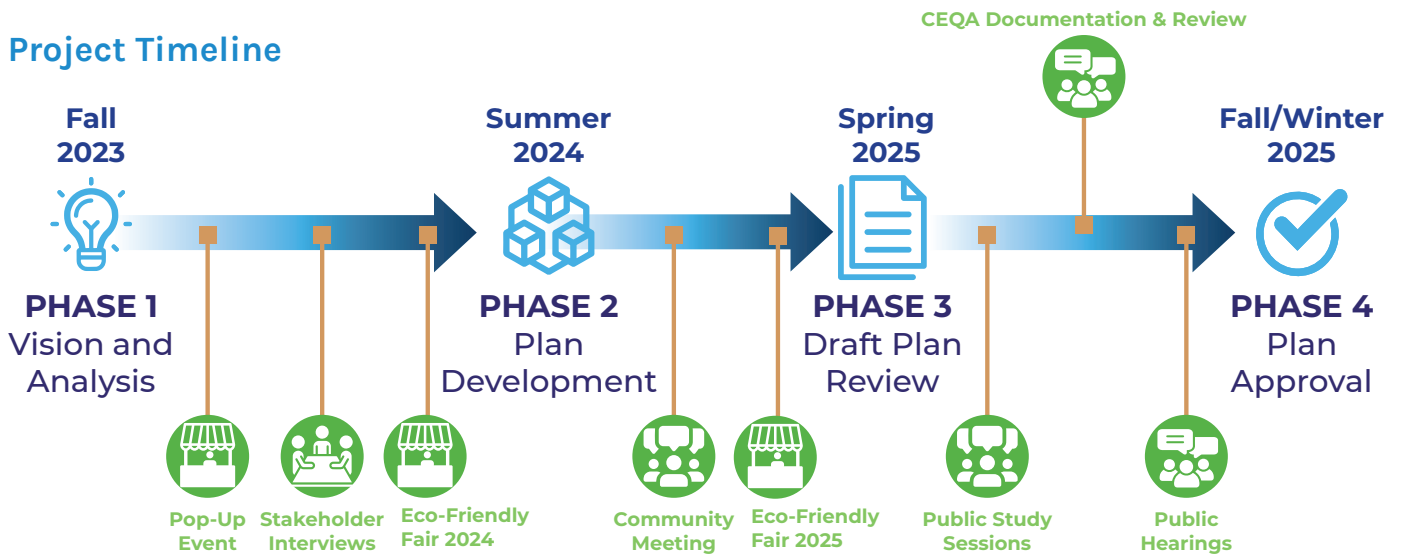 CEQA Documentation & Review
Project Timeline
Fall
2023
Summer
2024
Spring
2025
Fall/Winter
2025
PHASE 1
Vision and
Analysis
PHASE 2
Plan
Development
PHASE 3
Draft Plan
Review
PHASE 4
Plan
Approval
Pop-Up
Event
Stakeholder
Interviews
Eco-Friendly
Fair 2024
Community
Meeting
Eco-Friendly
Fair 2025
Public Study
Sessions
Public
Hearings